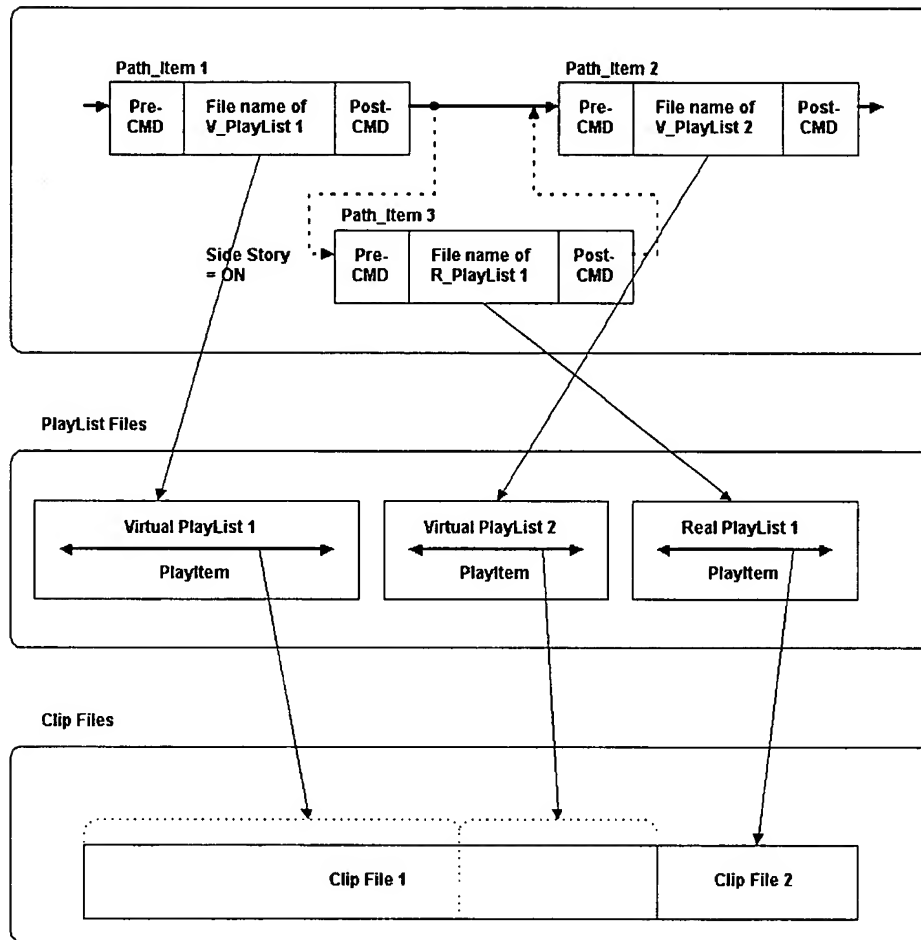 Path_Item 1
Path_Item 2
Pre-
CMD
File name of
V_PlayList 1
Post-
CMD
Pre-
CMD
File name of
V_PlayList 2
Post-
CMD
Path_Item 3
Side Story
= ON
Pre-
CMD
File name of
R_PlayList 1
Post-
CMD
PlayList Files
Virtual PlayList 1
PlayItem
Virtual PlayList 2
PlayItem
Real PlayList 1
PlayItem
Clip Files
Clip File 1
Clip File 2